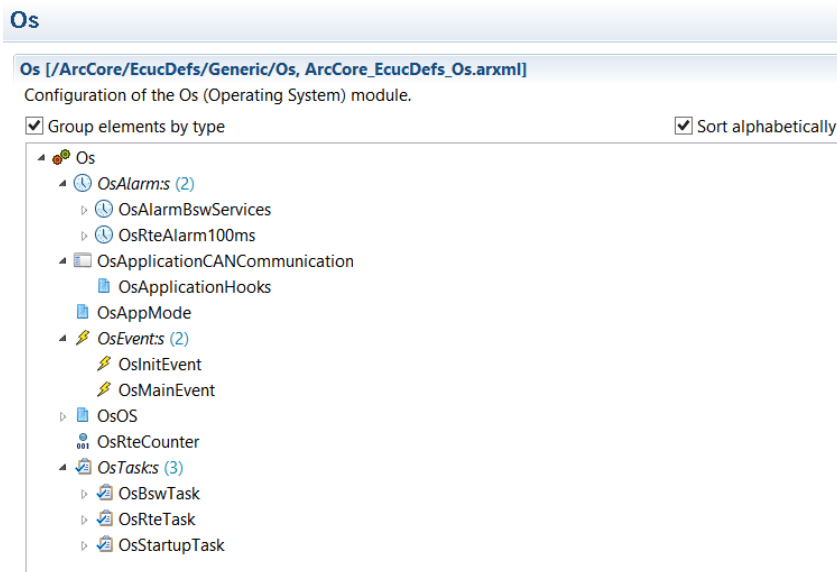 Os
Os [/ArcCore/EcucDefs/Generic/Os, ArcCore_EcucDefs_Os.arxml]
Configuration of the Os (Operating System) module.
Group elements by type Sort alphabetically
Os
OsAlarm:s (2)
OsAlarmBswServices
OsRteAlarm100ms
OsApplicationCANCommunication
OsApplicationHooks
OsAppMode
OsEvent:s (2)
OsInitEvent
OsMainEvent
OsOS
001 OsRteCounter
OsTask:s (3)
OsBswTask
OsRteTask
OsStartupTask